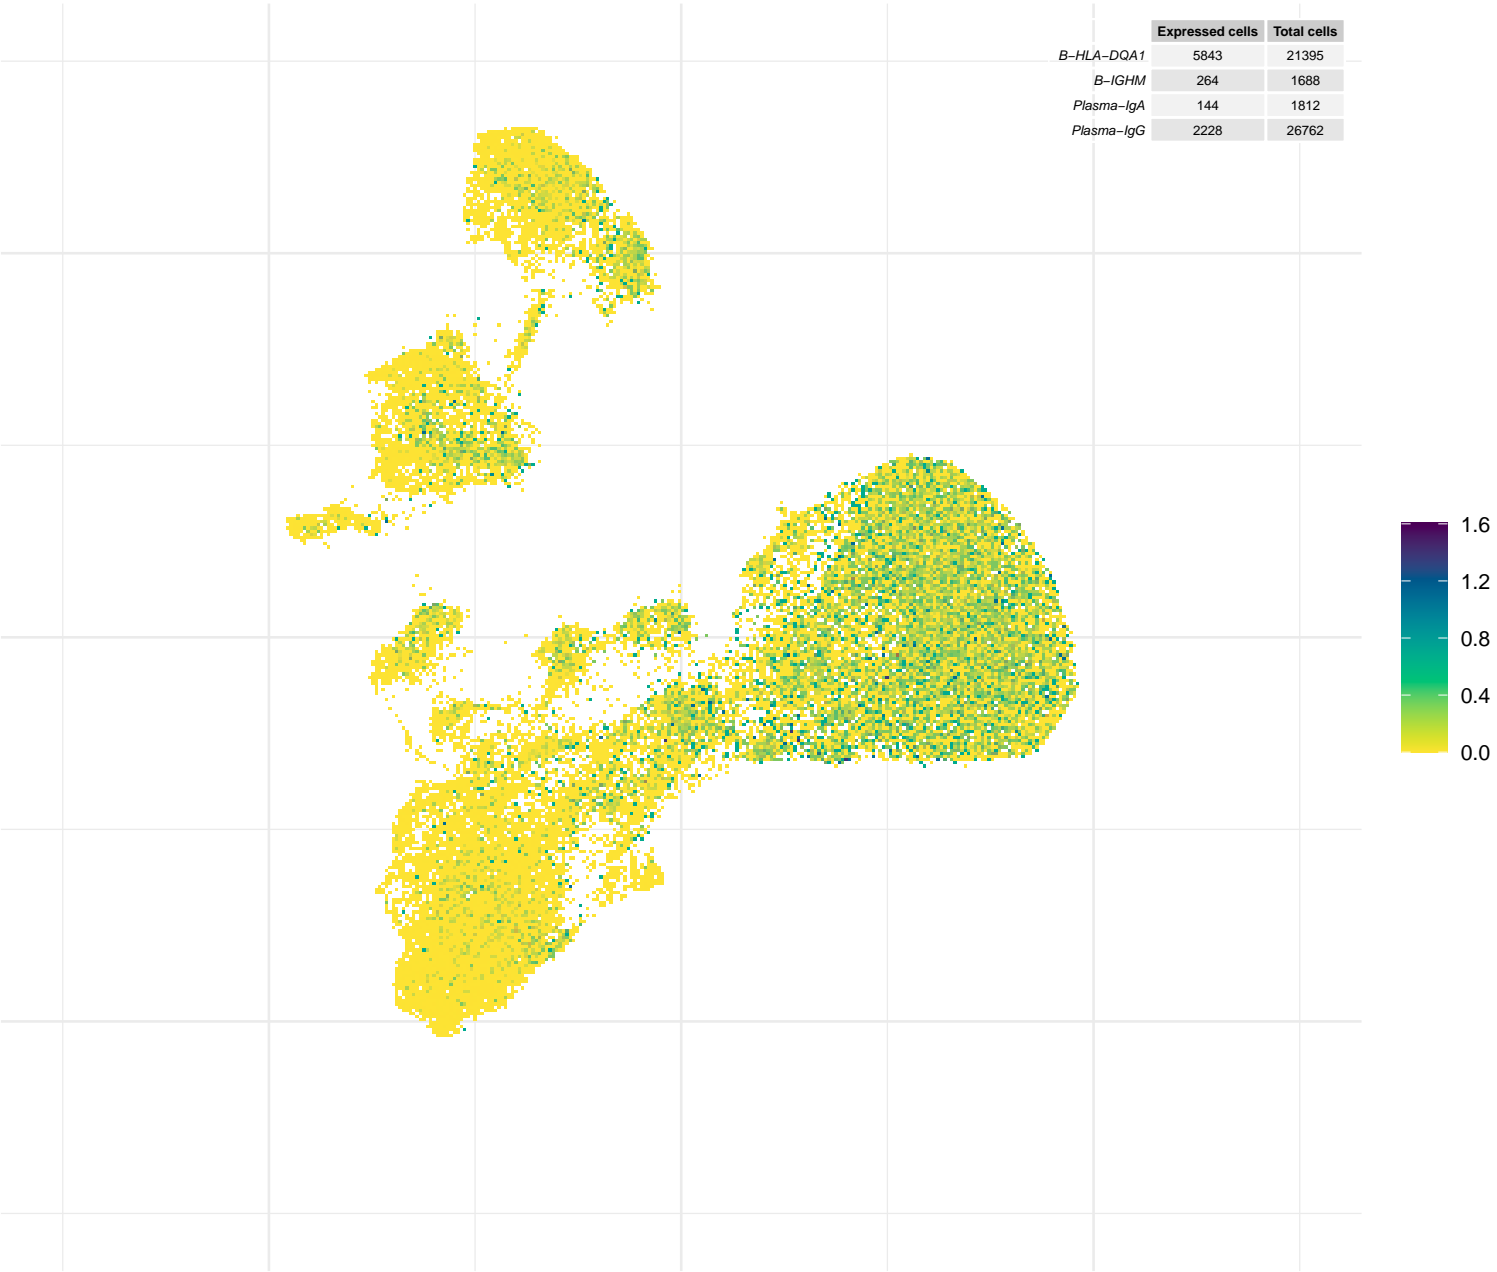 Expressed cells Total cells
B−HLA−DQA1 5843 21395
B−IGHM 264 1688
Plasma−IgA 144 1812
Plasma−IgG 2228 26762
1.6
1.2
0.8
0.4
0.0